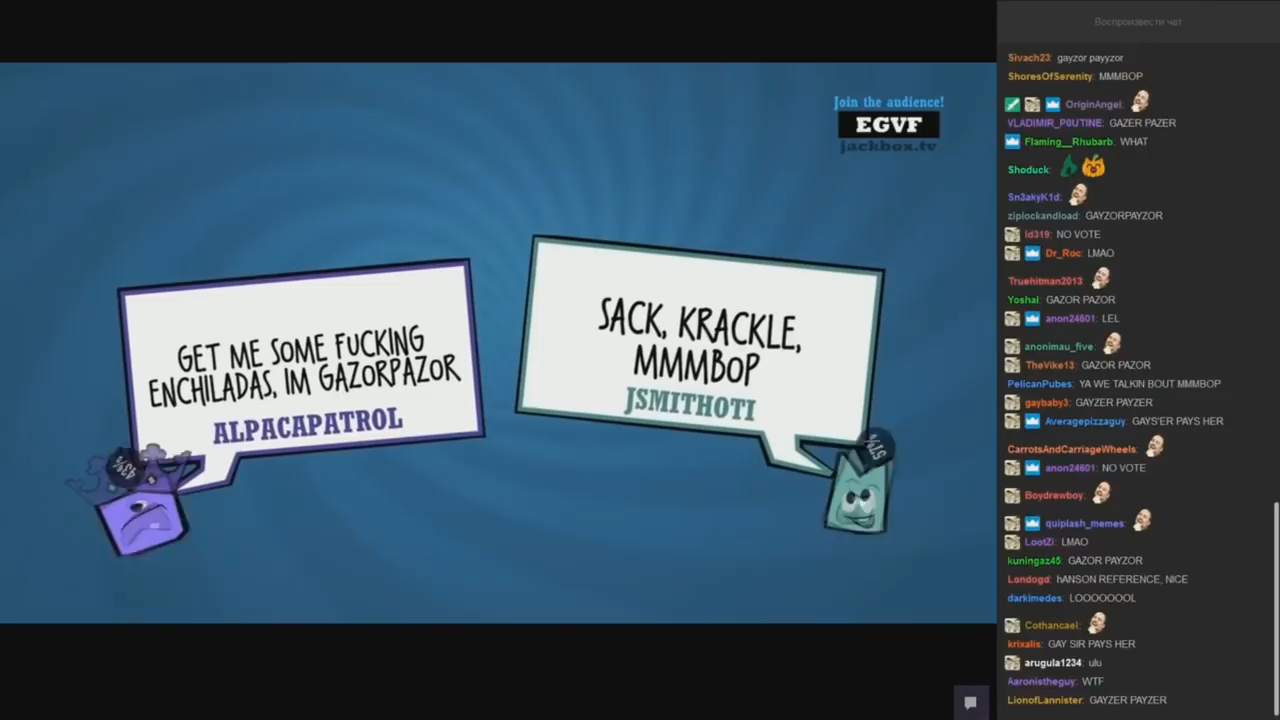 Join the audience!
EGVF
jackbox.tv
GET ME SOME FUCKING
ENCHILADAS, IM GAZORPAZOR
ALPACAPATROL
43%
SACK, KRACKLE,
MMMBOP
JSMITHOTI
57%
Воспроизвести чат
Sivach23: gayzor payyzor
ShoresOfSerenity: MMMBOP
OriginAngel:
VLADIMIR_P0UTINE: GAZER PAZER
Flaming__Rhubarb: WHAT
Shoduck:
Sn3akyK1d:
ziplockandload: GAYZORPAYZOR
ld319: NO VOTE
Dr_Roc: LMAO
Truehitman2013
Yoshai: GAZOR PAZOR
anon24601: LEL
anonimau_five:
TheVike13: GAZOR PAZOR
PelicanPubes: YA WE TALKIN BOUT MMMBOP
gaybaby3: GAYZER PAYZER
Averagepizzaguy: GAYS'ER PAYS HER
CarrotsAndCarriageWheels:
anon24601: NO VOTE
Boydrewboy:
quiplash_memes:
LootZi: LMAO
kuningaz45: GAZOR PAYZOR
Londogd: hANSON REFERENCE, NICE
darkimedes: LOOOOOOOL
Cothancael:
krixalis: GAY SIR PAYS HER
arugula1234: ulu
Aaronistheguy: WTF
LionofLannister: GAYZER PAYZER